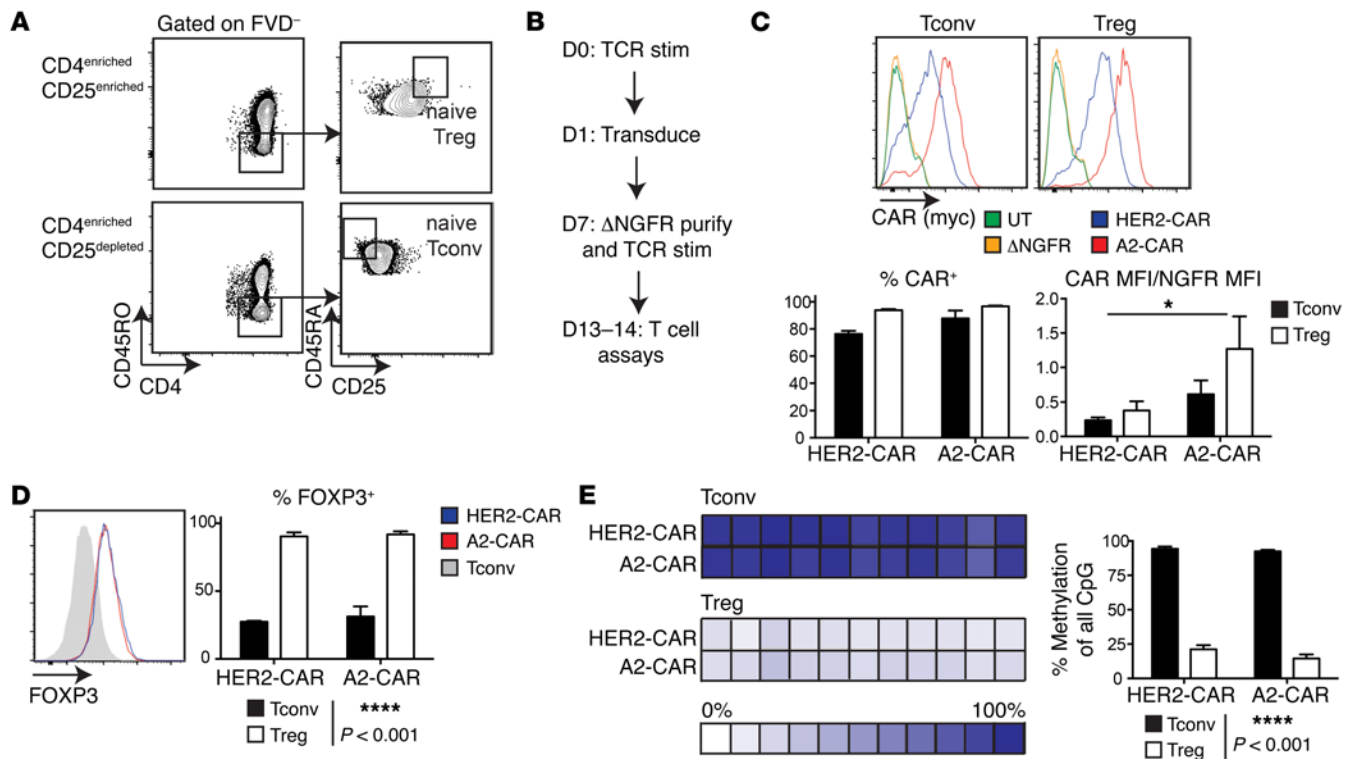 A
Gated on FVD⁻
CD4enriched
CD25enriched
naive
Treg
CD4enriched
CD25depleted
naive
Tconv
CD45RO
CD4
CD45RA
CD25
B
D0: TCR stim
D1: Transduce
D7: ΔNGFR purify
and TCR stim
D13–14: T cell
assays
C
Tconv
Treg
CAR (myc)
UT
HER2-CAR
ΔNGFR
A2-CAR
% CAR⁺
100
80
60
40
20
0
HER2-CAR
A2-CAR
CAR MFI/NGFR MFI
2.0
1.5
1.0
0.5
0.0
*
HER2-CAR
A2-CAR
Tconv
Treg
D
FOXP3
% FOXP3⁺
100
50
0
HER2-CAR
A2-CAR
HER2-CAR
A2-CAR
Tconv
Tconv
Treg
****
P < 0.001
E
Tconv
HER2-CAR
A2-CAR
Treg
HER2-CAR
A2-CAR
0%
100%
% Methylation
of all CpG
100
75
50
25
0
HER2-CAR
A2-CAR
Tconv
Treg
****
P < 0.001